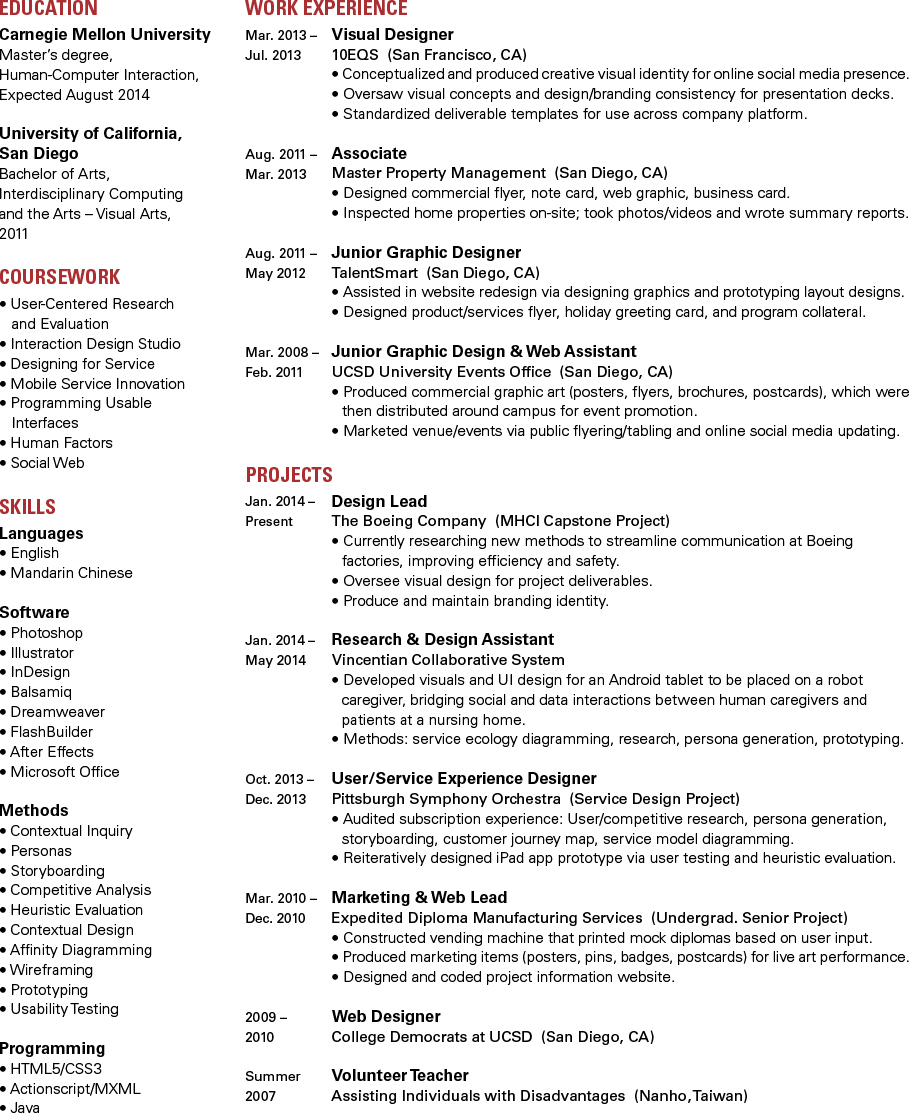 EDUCATION
Carnegie Mellon University
Master's degree,
Human-Computer Interaction,
Expected August 2014
University of California,
San Diego
Bachelor of Arts,
Interdisciplinary Computing
and the Arts – Visual Arts,
2011
COURSEWORK
• User-Centered Research
and Evaluation
• Interaction Design Studio
• Designing for Service
• Mobile Service Innovation
• Programming Usable
Interfaces
• Human Factors
• Social Web
SKILLS
Languages
• English
• Mandarin Chinese
Software
• Photoshop
• Illustrator
• InDesign
• Balsamiq
• Dreamweaver
• FlashBuilder
• After Effects
• Microsoft Office
Methods
• Contextual Inquiry
• Personas
• Storyboarding
• Competitive Analysis
• Heuristic Evaluation
• Contextual Design
• Affinity Diagramming
• Wireframing
• Prototyping
• Usability Testing
Programming
• HTML5/CSS3
• Actionscript/MXML
• Java
WORK EXPERIENCE
Mar. 2013 – Visual Designer
Jul. 2013 10EQS (San Francisco, CA)
• Conceptualized and produced creative visual identity for online social media presence.
• Oversaw visual concepts and design/branding consistency for presentation decks.
• Standardized deliverable templates for use across company platform.
Aug. 2011 – Associate
Mar. 2013 Master Property Management (San Diego, CA)
• Designed commercial flyer, note card, web graphic, business card.
• Inspected home properties on-site; took photos/videos and wrote summary reports.
Aug. 2011 – Junior Graphic Designer
May 2012 TalentSmart (San Diego, CA)
• Assisted in website redesign via designing graphics and prototyping layout designs.
• Designed product/services flyer, holiday greeting card, and program collateral.
Mar. 2008 – Junior Graphic Design & Web Assistant
Feb. 2011 UCSD University Events Office (San Diego, CA)
• Produced commercial graphic art (posters, flyers, brochures, postcards), which were
then distributed around campus for event promotion.
• Marketed venue/events via public flyering/tabling and online social media updating.
PROJECTS
Jan. 2014 – Design Lead
Present The Boeing Company (MHCI Capstone Project)
• Currently researching new methods to streamline communication at Boeing
factories, improving efficiency and safety.
• Oversee visual design for project deliverables.
• Produce and maintain branding identity.
Jan. 2014 – Research & Design Assistant
May 2014 Vincentian Collaborative System
• Developed visuals and UI design for an Android tablet to be placed on a robot
caregiver, bridging social and data interactions between human caregivers and
patients at a nursing home.
• Methods: service ecology diagramming, research, persona generation, prototyping.
Oct. 2013 – User/Service Experience Designer
Dec. 2013 Pittsburgh Symphony Orchestra (Service Design Project)
• Audited subscription experience: User/competitive research, persona generation,
storyboarding, customer journey map, service model diagramming.
• Reiteratively designed iPad app prototype via user testing and heuristic evaluation.
Mar. 2010 – Marketing & Web Lead
Dec. 2010 Expedited Diploma Manufacturing Services (Undergrad. Senior Project)
• Constructed vending machine that printed mock diplomas based on user input.
• Produced marketing items (posters, pins, badges, postcards) for live art performance.
• Designed and coded project information website.
2009 – Web Designer
2010 College Democrats at UCSD (San Diego, CA)
Summer Volunteer Teacher
2007 Assisting Individuals with Disadvantages (Nanho, Taiwan)